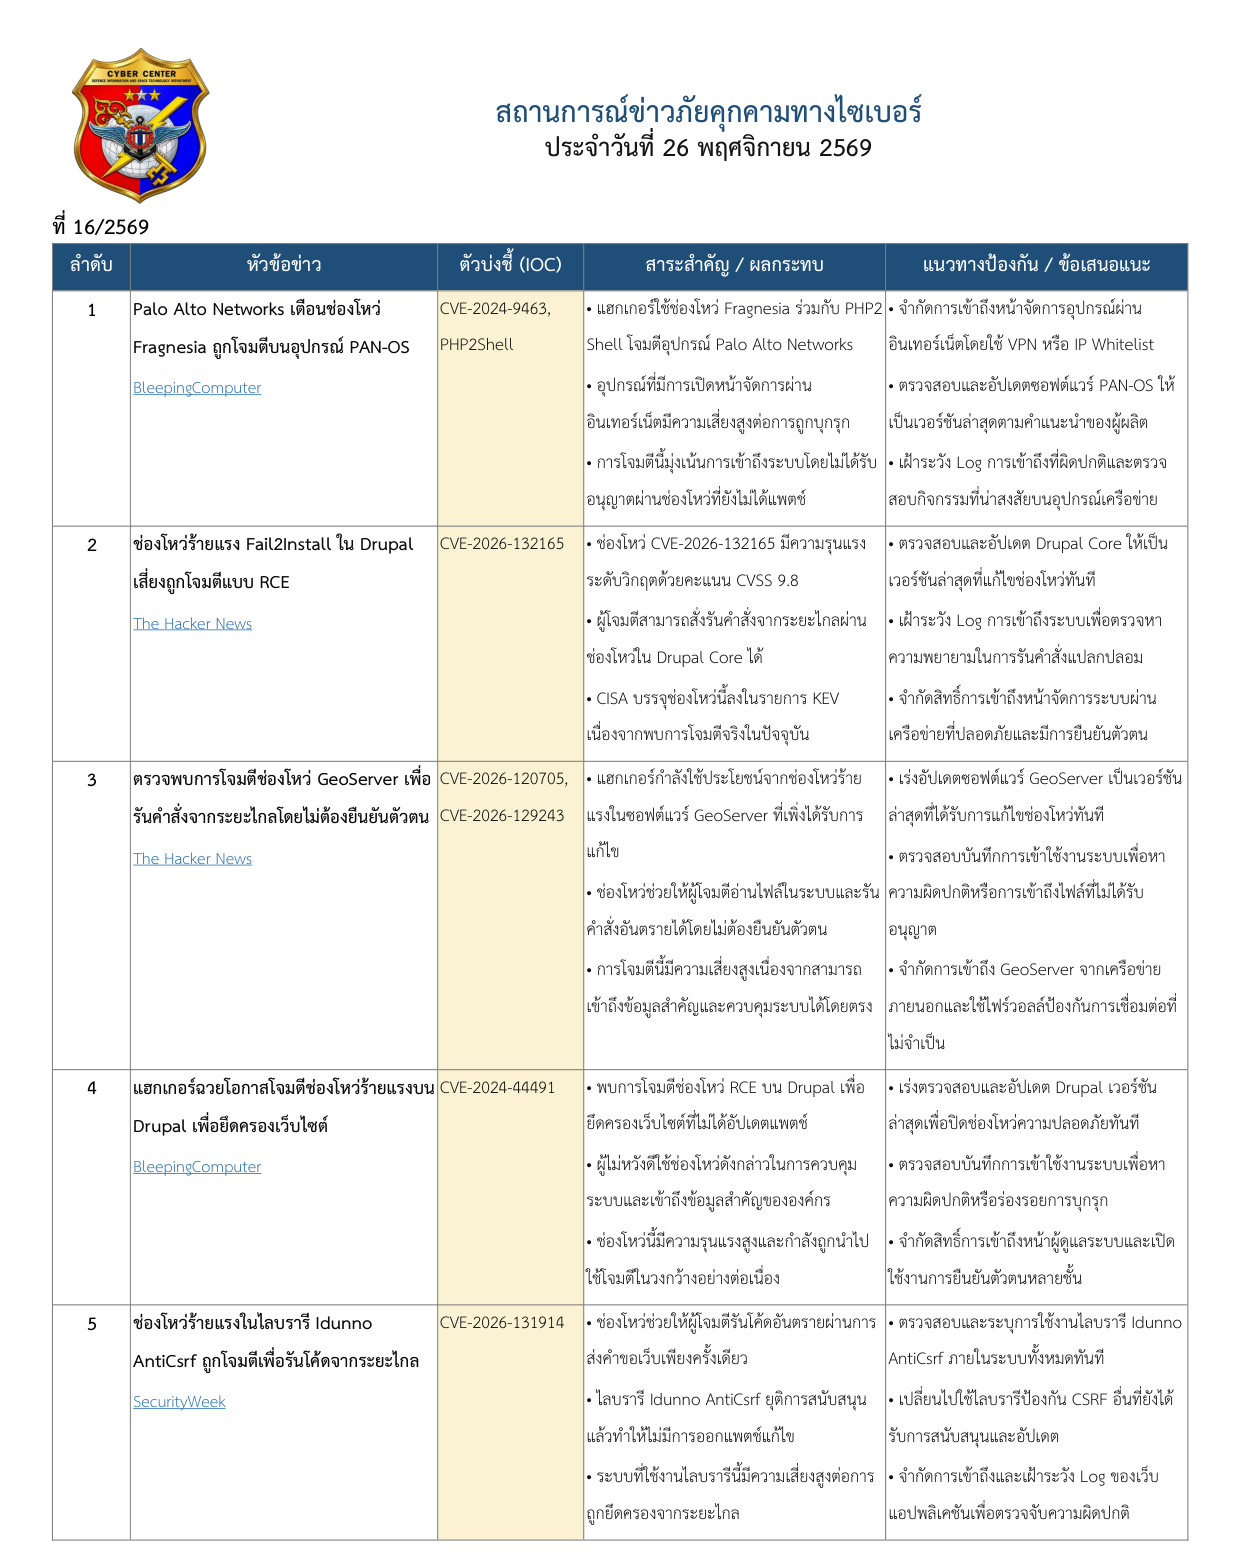 CYBER CENTER
DEFENCE INFORMATION AND SPACE TECHNOLOGY DEPARTMENT
สถานการณ์ข่าวภัยคุกคามทางไซเบอร์
ประจำวันที่ 26 พฤศจิกายน 2569
ที่ 16/2569
ลำดับ
หัวข้อข่าว
ตัวบ่งชี้ (IOC)
สาระสำคัญ / ผลกระทบ
แนวทางป้องกัน / ข้อเสนอแนะ
1
Palo Alto Networks เตือนช่องโหว่
Fragnesia ถูกโจมตีบนอุปกรณ์ PAN-OS
BleepingComputer
CVE-2024-9463,
PHP2Shell
• แฮกเกอร์ใช้ช่องโหว่ Fragnesia ร่วมกับ PHP2
Shell โจมตีอุปกรณ์ Palo Alto Networks
• อุปกรณ์ที่มีการเปิดหน้าจัดการผ่าน
อินเทอร์เน็ตมีความเสี่ยงสูงต่อการถูกบุกรุก
• การโจมตีนี้มุ่งเน้นการเข้าถึงระบบโดยไม่ได้รับ
อนุญาตผ่านช่องโหว่ที่ยังไม่ได้แพตช์
• จำกัดการเข้าถึงหน้าจัดการอุปกรณ์ผ่าน
อินเทอร์เน็ตโดยใช้ VPN หรือ IP Whitelist
• ตรวจสอบและอัปเดตซอฟต์แวร์ PAN-OS ให้
เป็นเวอร์ชันล่าสุดตามคำแนะนำของผู้ผลิต
• เฝ้าระวัง Log การเข้าถึงที่ผิดปกติและตรวจ
สอบกิจกรรมที่น่าสงสัยบนอุปกรณ์เครือข่าย
2
ช่องโหว่ร้ายแรง Fail2Install ใน Drupal
เสี่ยงถูกโจมตีแบบ RCE
The Hacker News
CVE-2026-132165
• ช่องโหว่ CVE-2026-132165 มีความรุนแรง
ระดับวิกฤตด้วยคะแนน CVSS 9.8
• ผู้โจมตีสามารถสั่งรันคำสั่งจากระยะไกลผ่าน
ช่องโหว่ใน Drupal Core ได้
• CISA บรรจุช่องโหว่นี้ลงในรายการ KEV
เนื่องจากพบการโจมตีจริงในปัจจุบัน
• ตรวจสอบและอัปเดต Drupal Core ให้เป็น
เวอร์ชันล่าสุดที่แก้ไขช่องโหว่ทันที
• เฝ้าระวัง Log การเข้าถึงระบบเพื่อตรวจหา
ความพยายามในการรันคำสั่งแปลกปลอม
• จำกัดสิทธิ์การเข้าถึงหน้าจัดการระบบผ่าน
เครือข่ายที่ปลอดภัยและมีการยืนยันตัวตน
3
ตรวจพบการโจมตีช่องโหว่ GeoServer เพื่อ
รันคำสั่งจากระยะไกลโดยไม่ต้องยืนยันตัวตน
The Hacker News
CVE-2026-120705,
CVE-2026-129243
• แฮกเกอร์กำลังใช้ประโยชน์จากช่องโหว่ร้าย
แรงในซอฟต์แวร์ GeoServer ที่เพิ่งได้รับการ
แก้ไข
• ช่องโหว่ช่วยให้ผู้โจมตีอ่านไฟล์ในระบบและรัน
คำสั่งอันตรายได้โดยไม่ต้องยืนยันตัวตน
• การโจมตีนี้มีความเสี่ยงสูงเนื่องจากสามารถ
เข้าถึงข้อมูลสำคัญและควบคุมระบบได้โดยตรง
• เร่งอัปเดตซอฟต์แวร์ GeoServer เป็นเวอร์ชัน
ล่าสุดที่ได้รับการแก้ไขช่องโหว่ทันที
• ตรวจสอบบันทึกการเข้าใช้งานระบบเพื่อหา
ความผิดปกติหรือการเข้าถึงไฟล์ที่ไม่ได้รับ
อนุญาต
• จำกัดการเข้าถึง GeoServer จากเครือข่าย
ภายนอกและใช้ไฟร์วอลล์ป้องกันการเชื่อมต่อที่
ไม่จำเป็น
4
แฮกเกอร์ฉวยโอกาสโจมตีช่องโหว่ร้ายแรงบน
Drupal เพื่อยึดครองเว็บไซต์
BleepingComputer
CVE-2024-44491
• พบการโจมตีช่องโหว่ RCE บน Drupal เพื่อ
ยึดครองเว็บไซต์ที่ไม่ได้อัปเดตแพตช์
• ผู้ไม่หวังดีใช้ช่องโหว่ดังกล่าวในการควบคุม
ระบบและเข้าถึงข้อมูลสำคัญขององค์กร
• ช่องโหว่นี้มีความรุนแรงสูงและกำลังถูกนำไป
ใช้โจมตีในวงกว้างอย่างต่อเนื่อง
• เร่งตรวจสอบและอัปเดต Drupal เวอร์ชัน
ล่าสุดเพื่อปิดช่องโหว่ความปลอดภัยทันที
• ตรวจสอบบันทึกการเข้าใช้งานระบบเพื่อหา
ความผิดปกติหรือร่องรอยการบุกรุก
• จำกัดสิทธิ์การเข้าถึงหน้าผู้ดูแลระบบและเปิด
ใช้งานการยืนยันตัวตนหลายชั้น
5
ช่องโหว่ร้ายแรงในไลบรารี Idunno
AntiCsrf ถูกโจมตีเพื่อรันโค้ดจากระยะไกล
SecurityWeek
CVE-2026-131914
• ช่องโหว่ช่วยให้ผู้โจมตีรันโค้ดอันตรายผ่านการ
ส่งคำขอเว็บเพียงครั้งเดียว
• ไลบรารี Idunno AntiCsrf ยุติการสนับสนุน
แล้วทำให้ไม่มีการออกแพตช์แก้ไข
• ระบบที่ใช้งานไลบรารีนี้มีความเสี่ยงสูงต่อการ
ถูกยึดครองจากระยะไกล
• ตรวจสอบและระบุการใช้งานไลบรารี Idunno
AntiCsrf ภายในระบบทั้งหมดทันที
• เปลี่ยนไปใช้ไลบรารีป้องกัน CSRF อื่นที่ยังได้
รับการสนับสนุนและอัปเดต
• จำกัดการเข้าถึงและเฝ้าระวัง Log ของเว็บ
แอปพลิเคชันเพื่อตรวจจับความผิดปกติ